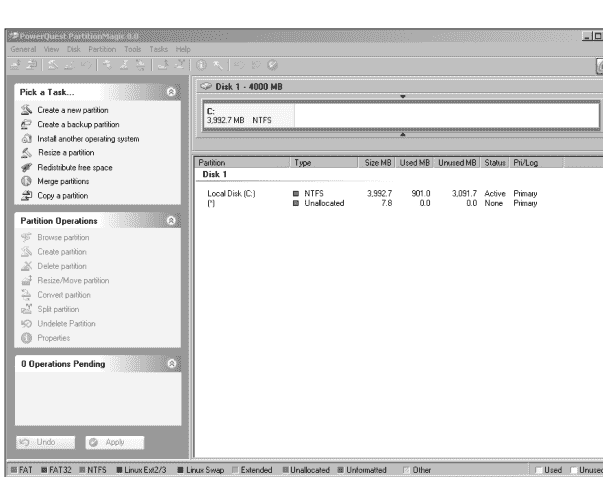 PowerQuest PartitionMagic 8.0
General View Disk Partition Tools Tasks Help
Pick a Task...
Create a new partition
Create a backup partition
Install another operating system
Resize a partition
Redistribute free space
Merge partitions
Copy a partition
Partition Operations
Browse partition
Create partition
Delete partition
Resize/Move partition
Convert partition
Split partition
Undelete Partition
Properties
0 Operations Pending
Undo Apply
Disk 1 - 4000 MB
C:
3,992.7 MB NTFS
Partition Type Size MB Used MB Unused MB Status Pri/Log
Disk 1
Local Disk (C:) NTFS 3,992.7 901.0 3,091.7 Active Primary
(*) Unallocated 7.8 0.0 0.0 None Primary
FAT FAT32 NTFS Linux Ext2/3 Linux Swap Extended Unallocated Unformatted Other Used Unused